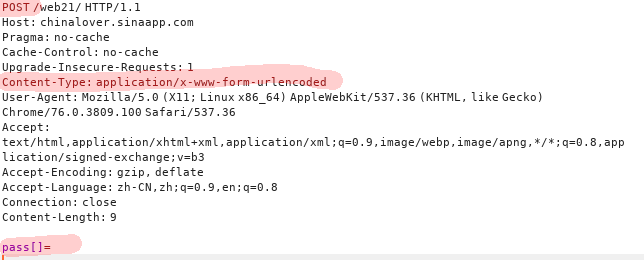 POST /web21/ HTTP/1.1
Host: chinalover.sinaapp.com
Pragma: no-cache
Cache-Control: no-cache
Upgrade-Insecure-Requests: 1
Content-Type: application/x-www-form-urlencoded
User-Agent: Mozilla/5.0 (X11; Linux x86_64) AppleWebKit/537.36 (KHTML, like Gecko)
Chrome/76.0.3809.100 Safari/537.36
Accept:
text/html,application/xhtml+xml,application/xml;q=0.9,image/webp,image/apng,*/*;q=0.8,app
lication/signed-exchange;v=b3
Accept-Encoding: gzip, deflate
Accept-Language: zh-CN,zh;q=0.9,en;q=0.8
Connection: close
Content-Length: 9
pass[]=